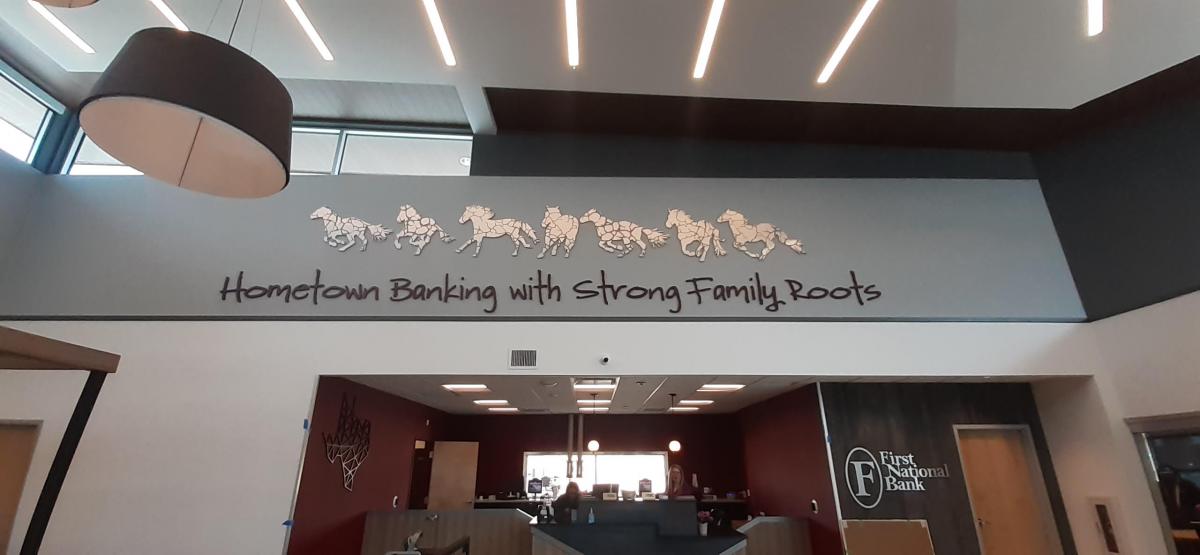 Hometown Banking with Strong Family Roots
F
First
National
Bank